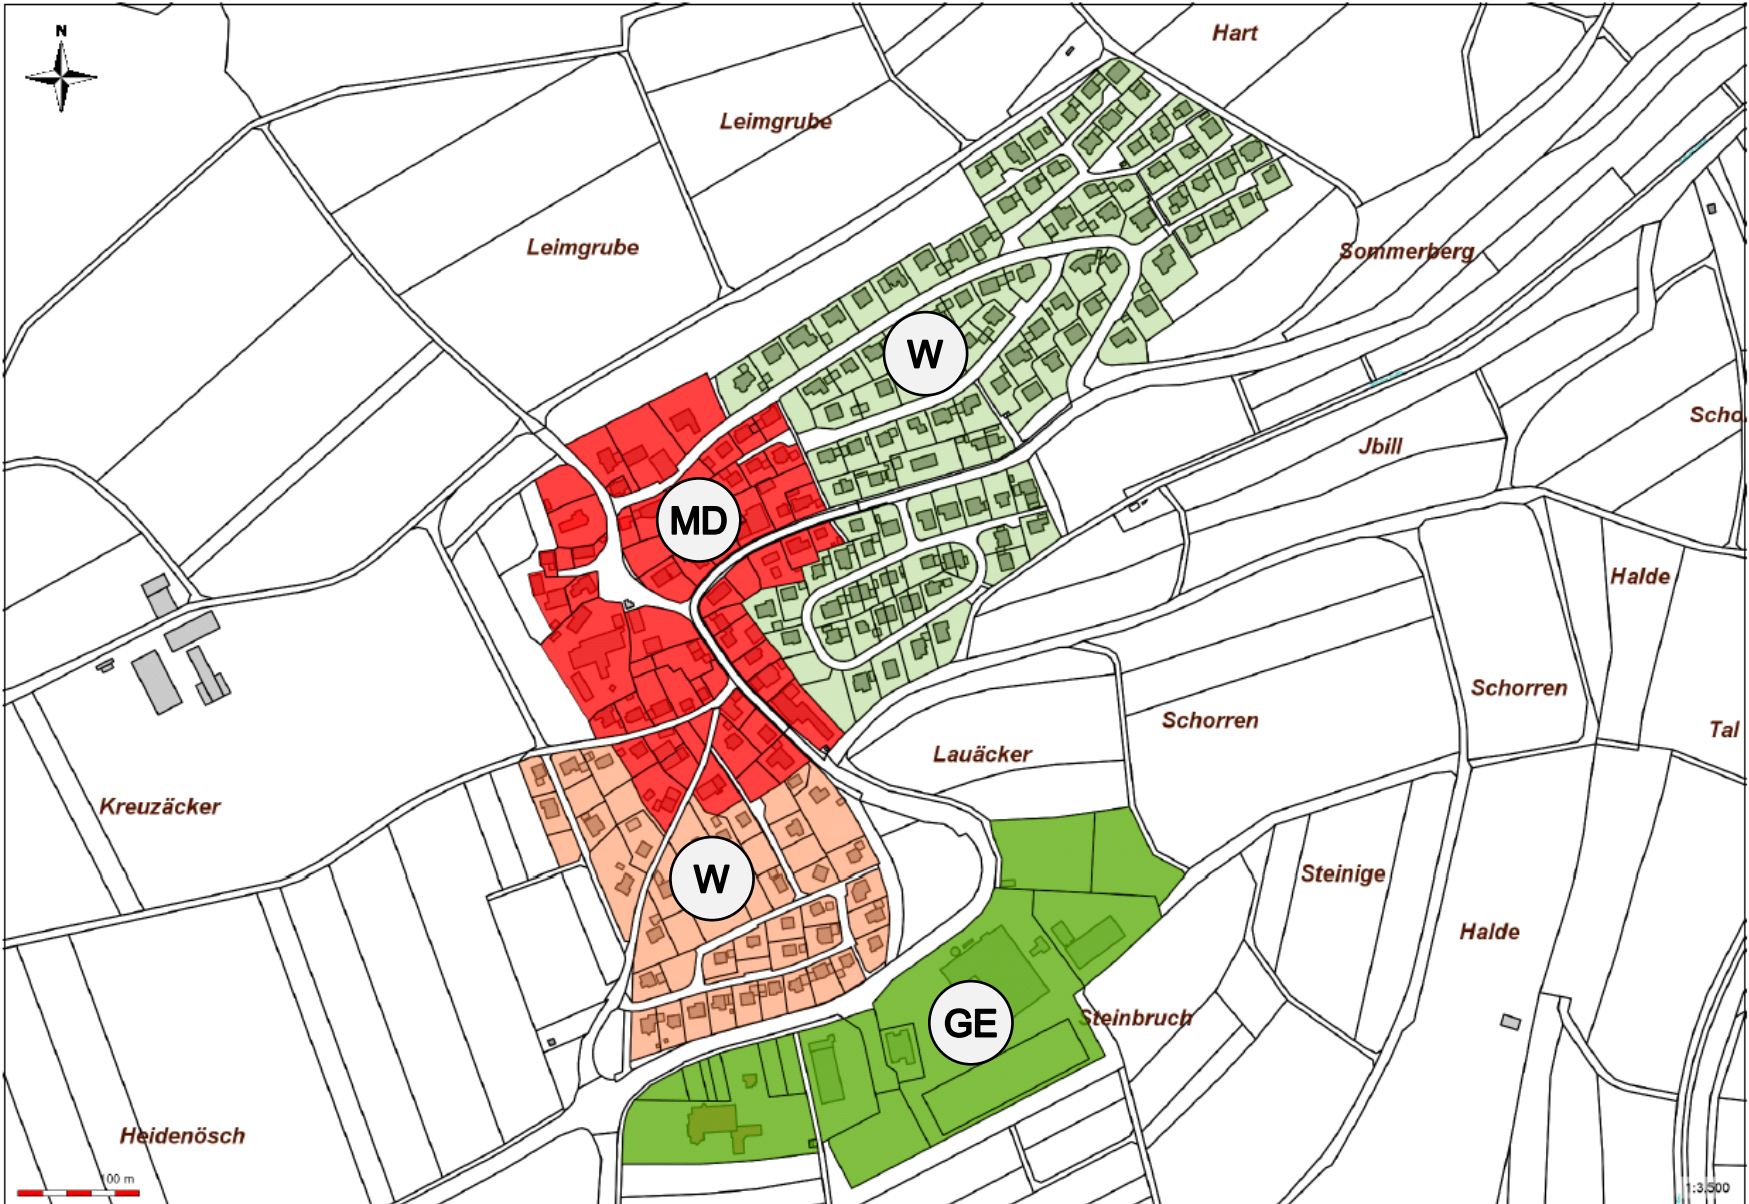 N
Hart
Leimgrube
Leimgrube
Sommerberg
W
Scho
Jbill
MD
Halde
Schorren
Schorren
Tal
Lauäcker
Kreuzäcker
Steinige
W
Halde
GE
Steinbruch
Heidenösch
100 m
1:3.500